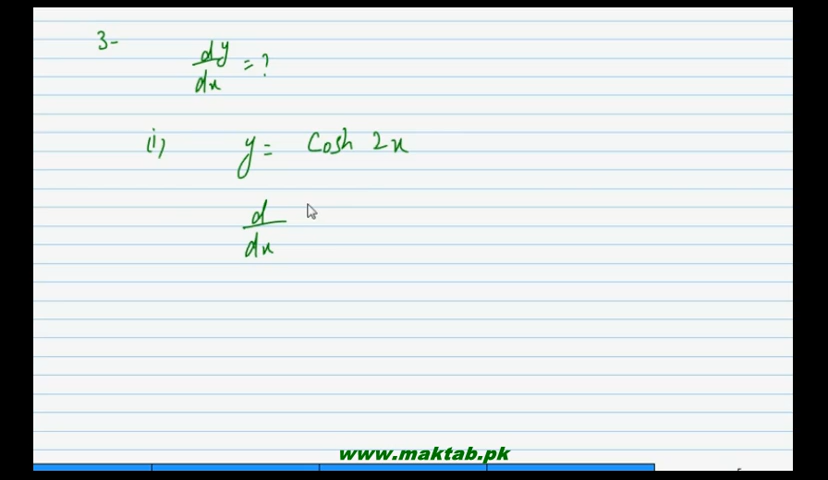 3-
dy/dx = ?
(i) y = Cosh 2x
d/dx
www.maktab.pk